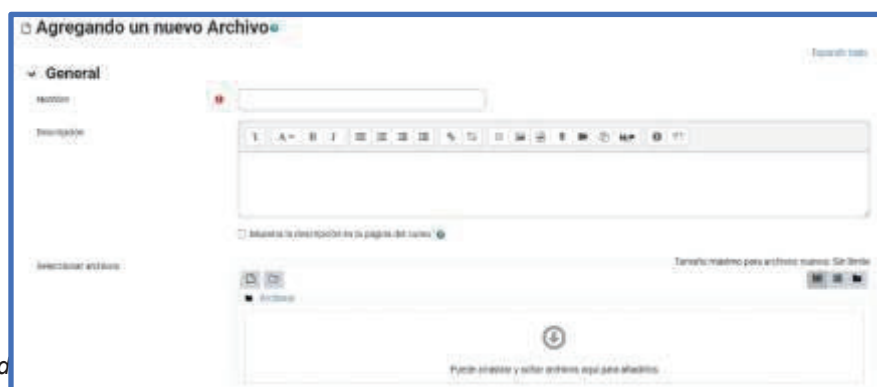 Agregando un nuevo Archivo
Expandir todo
General
Nombre
Descripción
H-P
Muestra la descripción en la página del curso
Seleccionar archivos
Tamaño máximo para archivos nuevos: Sin límite
Archivos
Puede arrastrar y soltar archivos aquí para añadirlos.
d